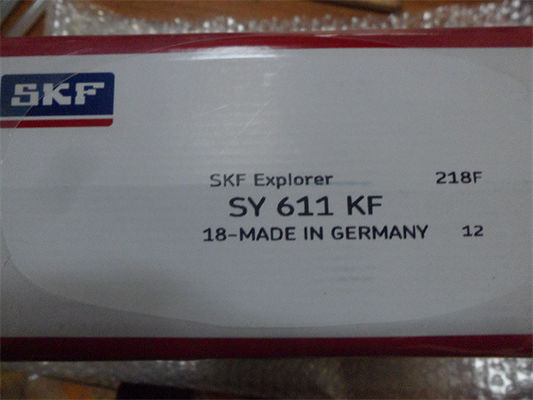 SKF
SKF Explorer 218F
SY 611 KF
18-MADE IN GERMANY 12